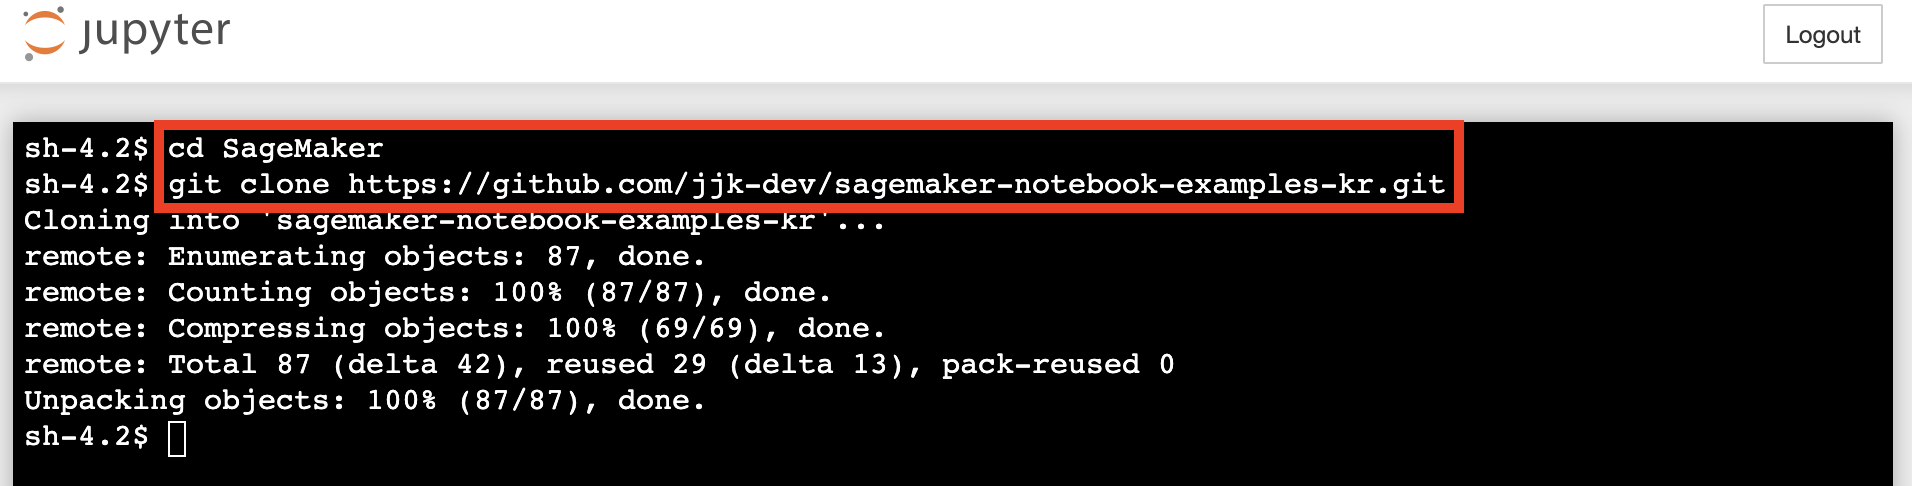 jupyter
Logout
sh-4.2$ cd SageMaker
sh-4.2$ git clone https://github.com/jjk-dev/sagemaker-notebook-examples-kr.git
Cloning into 'sagemaker-notebook-examples-kr'...
remote: Enumerating objects: 87, done.
remote: Counting objects: 100% (87/87), done.
remote: Compressing objects: 100% (69/69), done.
remote: Total 87 (delta 42), reused 29 (delta 13), pack-reused 0
Unpacking objects: 100% (87/87), done.
sh-4.2$